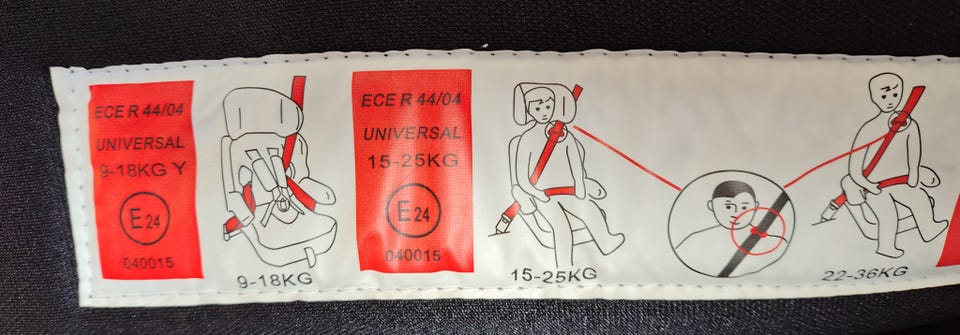 ECE R 44/04
UNIVERSAL
9-18KG Y
E24
040015
9-18KG
ECE R 44/04
UNIVERSAL
15-25KG
E24
040015
15-25KG
22-36KG